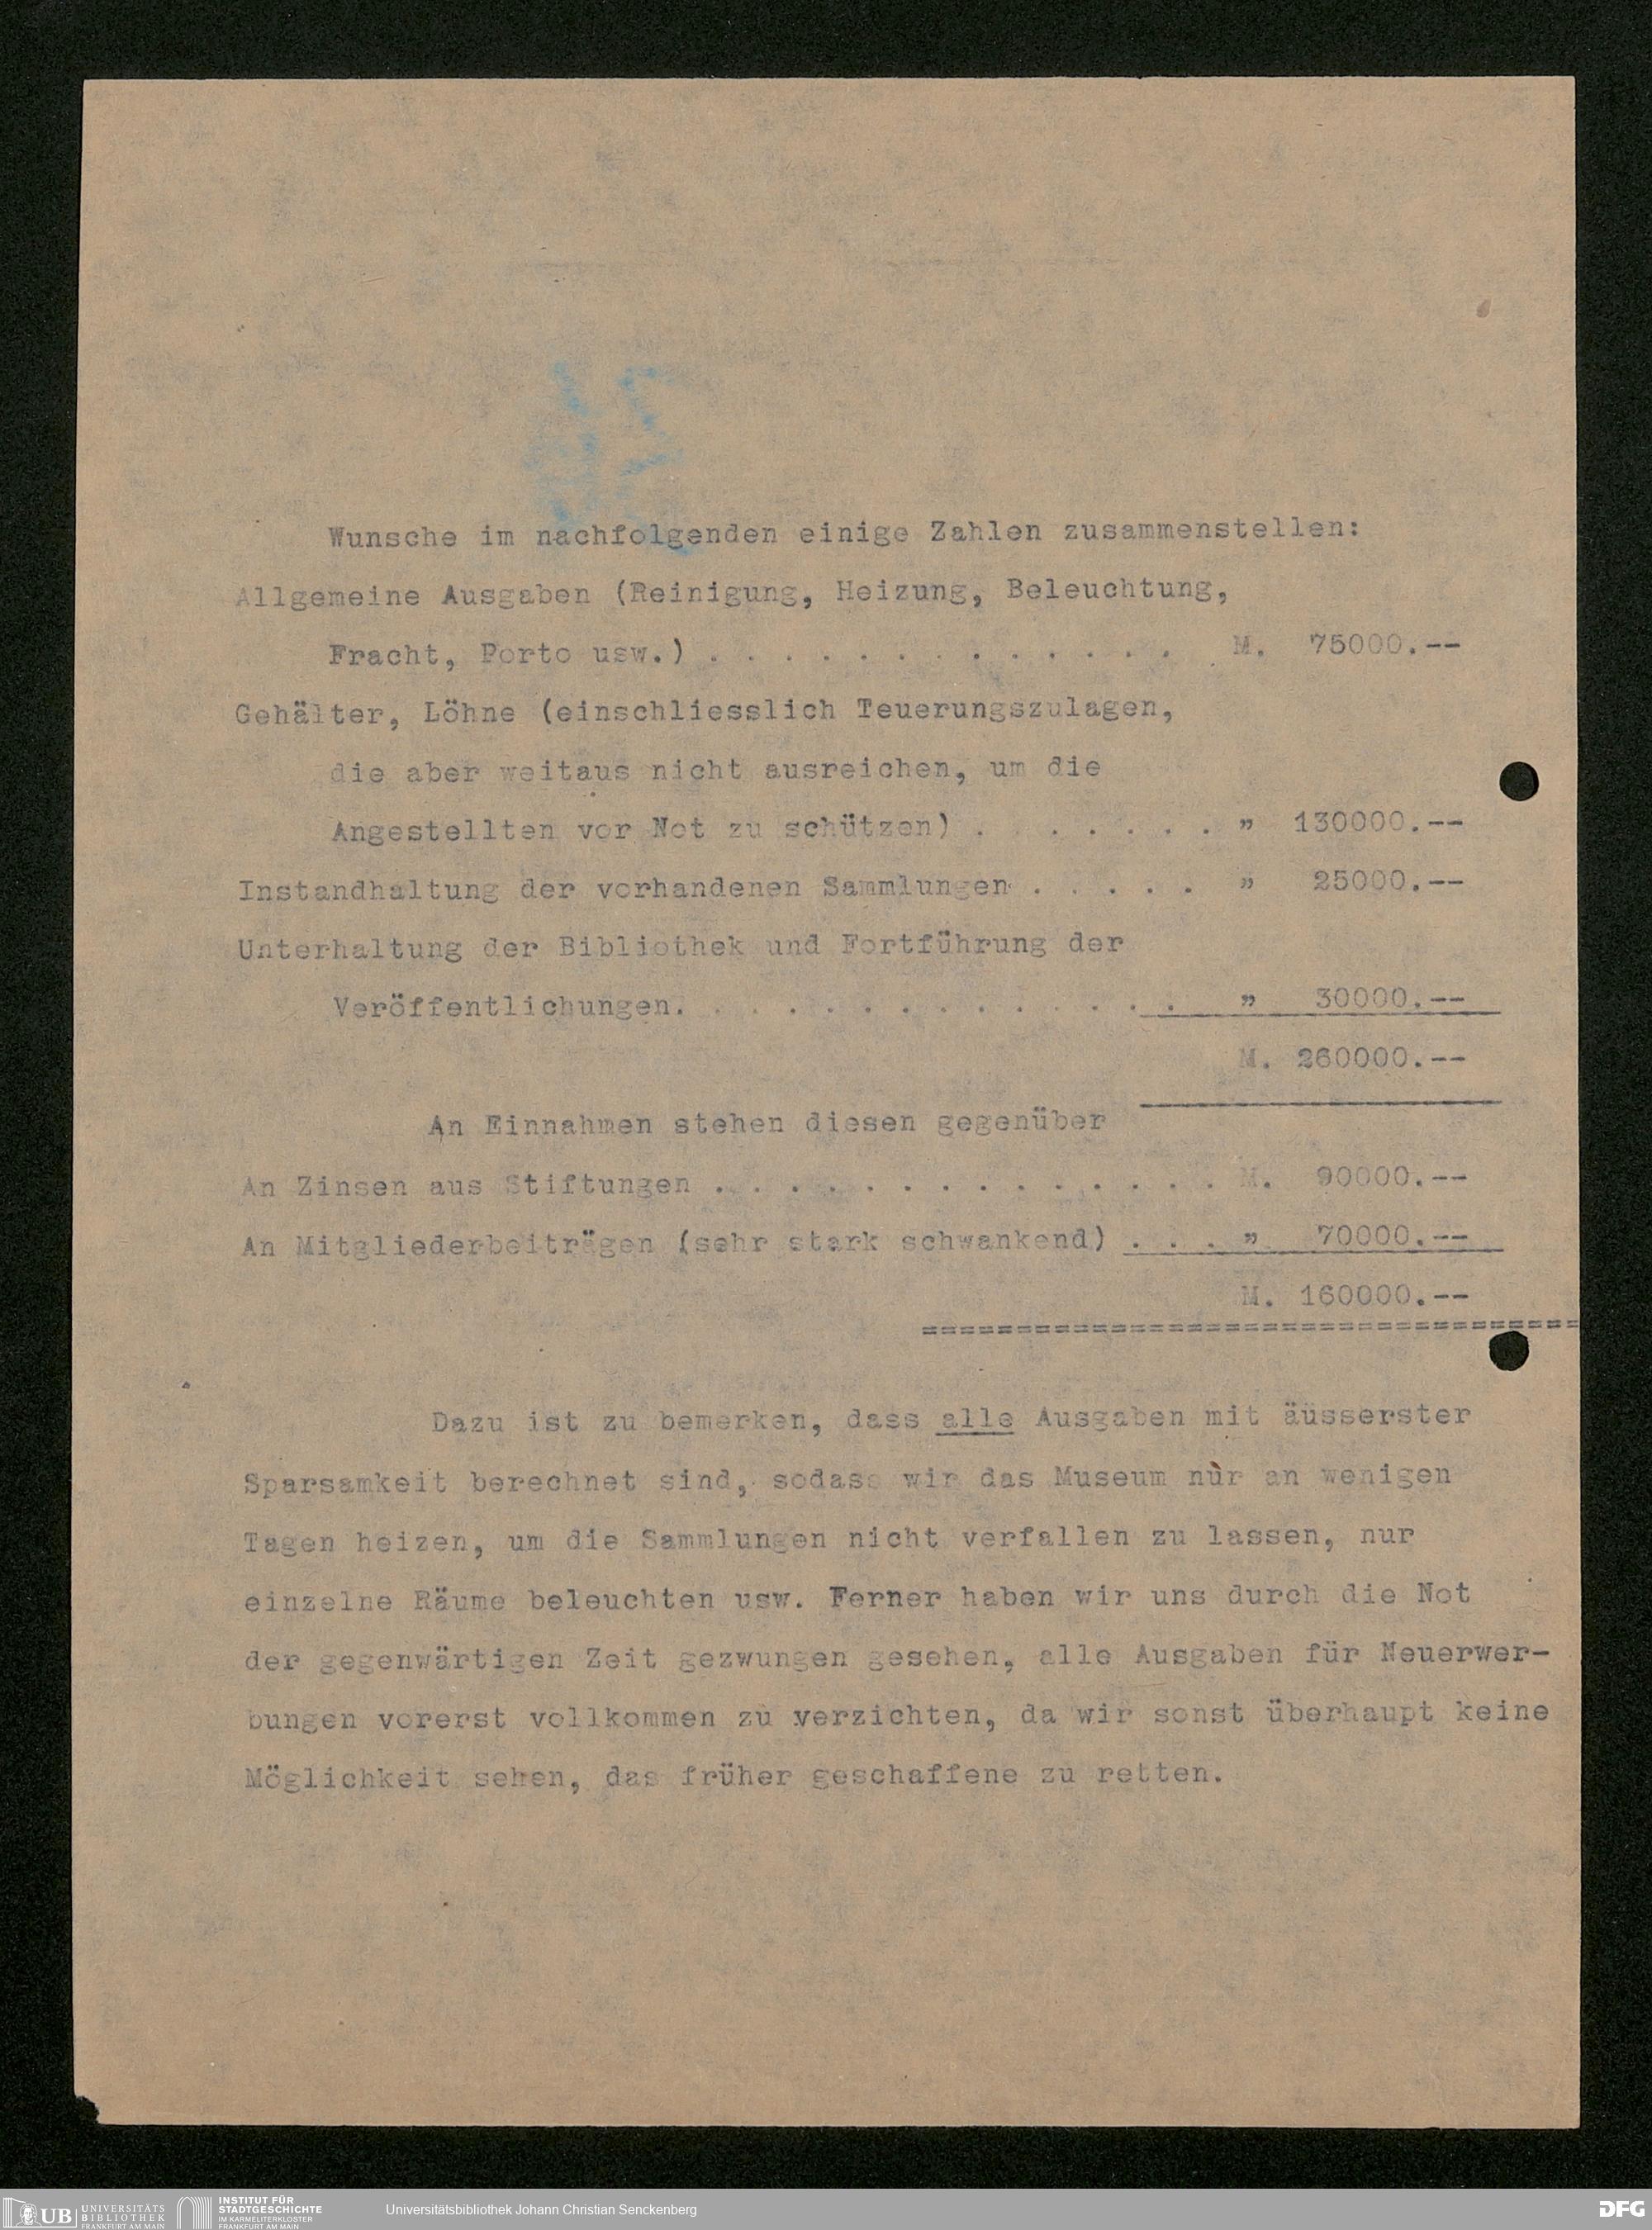 Wunsche im nachfolgenden einige Zahlen zusammenstellen:
Allgemeine Ausgaben (Reinigung, Heizung, Beleuchtung,
Fracht, Porto usw.) . . . . . . . . . . . . . . M. 75000.--
Gehälter, Löhne (einschliesslich Teuerungszulagen,
die aber weitaus nicht ausreichen, um die
Angestellten vor Not zu schützen) . . . . . . . „ 130000.--
Instandhaltung der vorhandenen Sammlungen . . . . . „ 25000.--
Unterhaltung der Bibliothek und Fortführung der
Veröffentlichungen. . . . . . . . . . . . . . „ 30000.--
M. 260000.--
An Einnahmen stehen diesen gegenüber
An Zinsen aus Stiftungen . . . . . . . . . . . . . . M. 90000.--
An Mitgliederbeiträgen (sehr stark schwankend) . . . „ 70000.--
M. 160000.--
===================================
Dazu ist zu bemerken, dass alle Ausgaben mit äusserster
Sparsamkeit berechnet sind, sodass wir das Museum nur an wenigen
Tagen heizen, um die Sammlungen nicht verfallen zu lassen, nur
einzelne Räume beleuchten usw. Ferner haben wir uns durch die Not
der gegenwärtigen Zeit gezwungen gesehen, alle Ausgaben für Neuerwer-
bungen vorerst vollkommen zu verzichten, da wir sonst überhaupt keine
Möglichkeit sehen, das früher geschaffene zu retten.
UB UNIVERSITÄTS
BIBLIOTHEK
FRANKFURT AM MAIN
INSTITUT FÜR
STADTGESCHICHTE
IM KARMELITERKLOSTER
FRANKFURT AM MAIN
Universitätsbibliothek Johann Christian Senckenberg
DFG